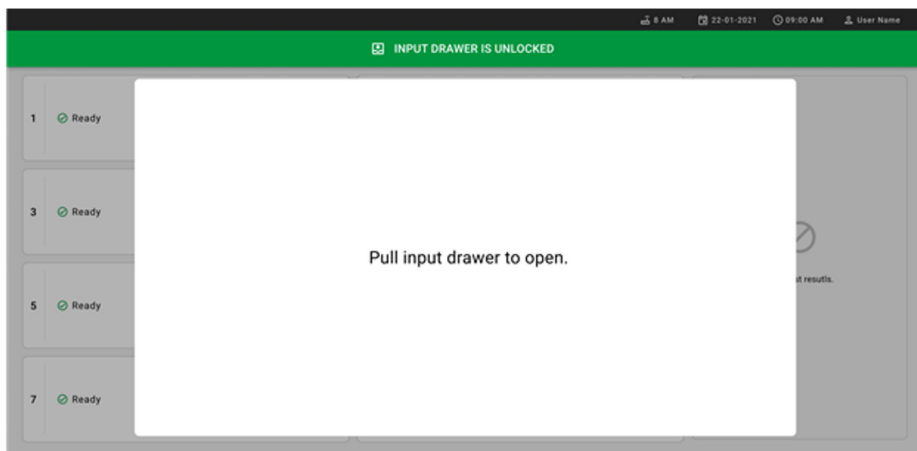 8 AM 22-01-2021 09:00 AM User Name
INPUT DRAWER IS UNLOCKED
1 Ready
3 Ready
Pull input drawer to open.
resutls.
5 Ready
7 Ready